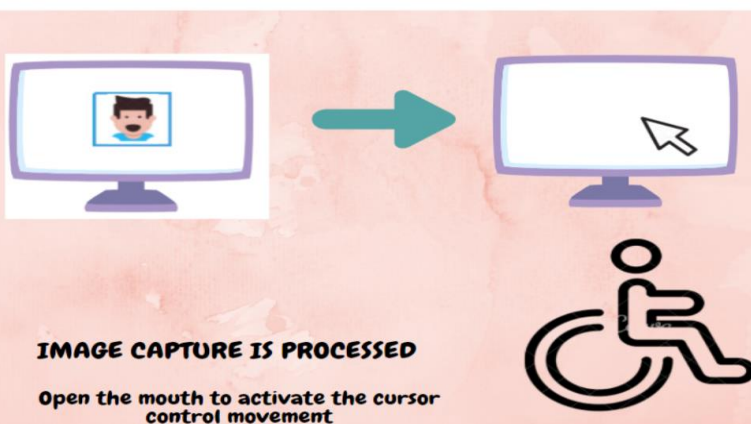 IMAGE CAPTURE IS PROCESSED
Open the mouth to activate the cursor
control movement